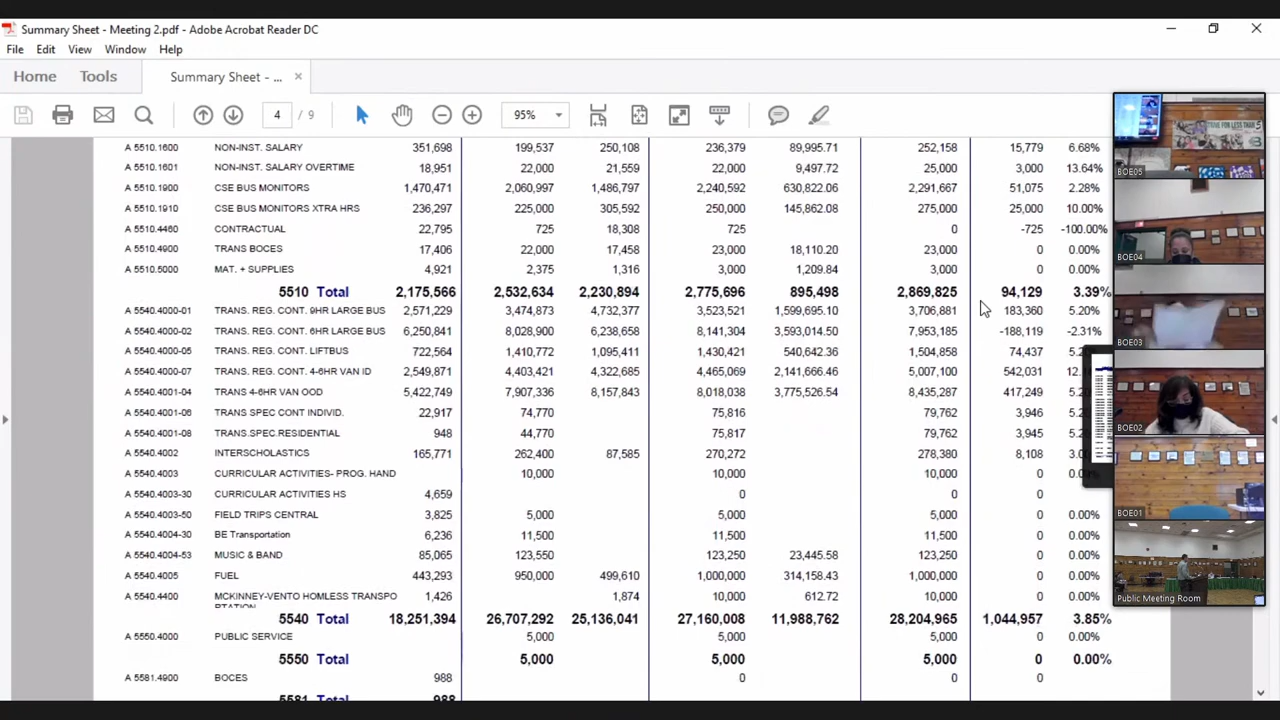 Summary Sheet - Meeting 2.pdf - Adobe Acrobat Reader DC
File Edit View Window Help
Home Tools Summary Sheet - ... ×
4 / 9 95%
A 5510.1600 NON-INST. SALARY 351,698 199,537 250,108 236,379 89,995.71 252,158 15,779 6.68%
A 5510.1601 NON-INST. SALARY OVERTIME 18,951 22,000 21,559 22,000 9,497.72 25,000 3,000 13.64%
A 5510.1900 CSE BUS MONITORS 1,470,471 2,060,997 1,486,797 2,240,592 630,822.06 2,291,667 51,075 2.28%
A 5510.1910 CSE BUS MONITORS XTRA HRS 236,297 225,000 305,592 250,000 145,862.08 275,000 25,000 10.00%
A 5510.4460 CONTRACTUAL 22,795 725 18,308 725 0 -725 -100.00%
A 5510.4900 TRANS BOCES 17,406 22,000 17,458 23,000 18,110.20 23,000 0 0.00%
A 5510.5000 MAT. + SUPPLIES 4,921 2,375 1,316 3,000 1,209.84 3,000 0 0.00%
5510 Total 2,175,566 2,532,634 2,230,894 2,775,696 895,498 2,869,825 94,129 3.39%
A 5540.4000-01 TRANS. REG. CONT. 9HR LARGE BUS 2,571,229 3,474,873 4,732,377 3,523,521 1,599,695.10 3,706,881 183,360 5.20%
A 5540.4000-02 TRANS. REG. CONT. 6HR LARGE BUS 6,250,841 8,028,900 6,238,658 8,141,304 3,593,014.50 7,953,185 -188,119 -2.31%
A 5540.4000-05 TRANS. REG. CONT. LIFTBUS 722,564 1,410,772 1,095,411 1,430,421 540,642.36 1,504,858 74,437 5.2
A 5540.4000-07 TRANS. REG. CONT. 4-6HR VAN ID 2,549,871 4,403,421 4,322,685 4,465,069 2,141,666.46 5,007,100 542,031 12.
A 5540.4001-04 TRANS 4-6HR VAN OOD 5,422,749 7,907,336 8,157,843 8,018,038 3,775,526.54 8,435,287 417,249 5.2
A 5540.4001-06 TRANS SPEC CONT INDIVID. 22,917 74,770 75,816 79,762 3,946 5.2
A 5540.4001-08 TRANS.SPEC.RESIDENTIAL 948 44,770 75,817 79,762 3,945 5.2
A 5540.4002 INTERSCHOLASTICS 165,771 262,400 87,585 270,272 278,380 8,108 3.0
A 5540.4003 CURRICULAR ACTIVITIES- PROG. HAND 10,000 10,000 10,000 0 0.0
A 5540.4003-30 CURRICULAR ACTIVITIES HS 4,659 0 0 0
A 5540.4003-50 FIELD TRIPS CENTRAL 3,825 5,000 5,000 5,000 0 0.00%
A 5540.4004-30 BE Transportation 6,236 11,500 11,500 11,500 0 0.00%
A 5540.4004-53 MUSIC & BAND 85,065 123,550 123,250 23,445.58 123,250 0 0.00%
A 5540.4005 FUEL 443,293 950,000 499,610 1,000,000 314,158.43 1,000,000 0 0.00%
A 5540.4400 MCKINNEY-VENTO HOMLESS TRANSPO 1,426 1,874 10,000 612.72 10,000 0 0.00%
RTATION
5540 Total 18,251,394 26,707,292 25,136,041 27,160,008 11,988,762 28,204,965 1,044,957 3.85%
A 5550.4000 PUBLIC SERVICE 5,000 5,000 5,000 0 0.00%
5550 Total 5,000 5,000 5,000 0 0.00%
A 5581.4900 BOCES 988 0 0 0
5581 Total 988
BOE05
BOE04
BOE03
BOE02
BOE01
Public Meeting Room